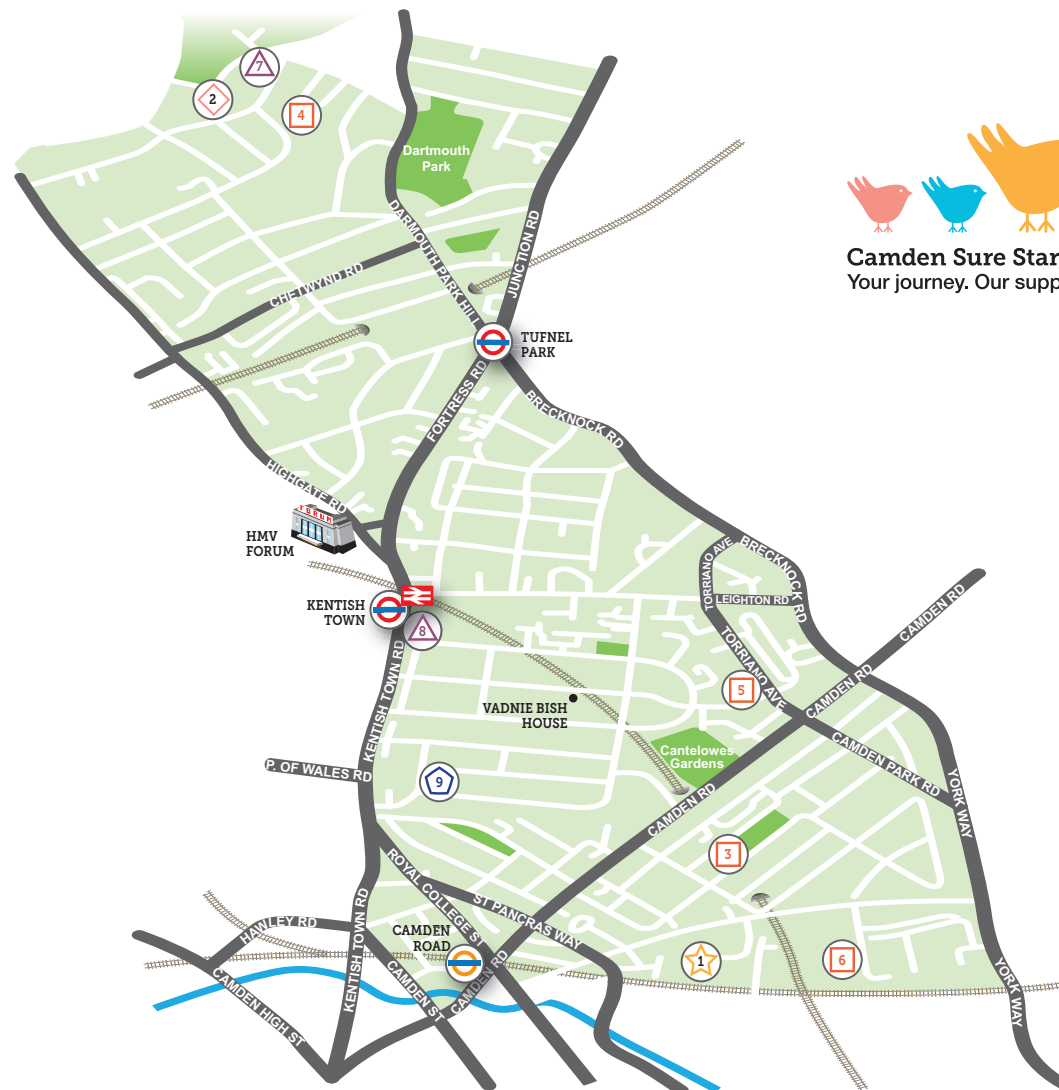 7
2
4
Dartmouth
Park
Camden Sure Star
Your journey. Our supp
DARMOUTH PARK HILL
JUNCTION RD
CHETWYND RD
TUFNEL
PARK
FORTRESS RD
BRECKNOCK RD
HIGHGATE RD
FORUM
HMV
FORUM
TORRIANO AVE
BRECKNOCK RD
LEIGHTON RD
CAMDEN RD
KENTISH
TOWN
8
TORRIANO AVE
5
CAMDEN RD
KENTISH TOWN RD
VADNIE BISH
HOUSE
CAMDEN PARK RD
Cantelowes
Gardens
P. OF WALES RD
9
YORK WAY
CAMDEN RD
3
ROYAL COLLEGE ST
ST PANCRAS WAY
HAWLEY RD
KENTISH TOWN RD
CAMDEN
ROAD
1
6
CAMDEN HIGH ST
CAMDEN ST
CAMDEN RD
YORK WAY